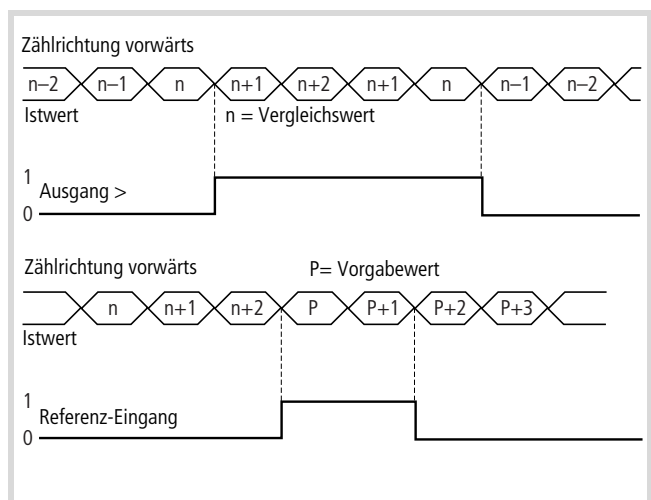 Zählrichtung vorwärts
n–2 n–1 n n+1 n+2 n+1 n n–1 n–2
Istwert n = Vergleichswert
1
Ausgang >
0
Zählrichtung vorwärts P= Vorgabewert
n n+1 n+2 P P+1 P+2 P+3
Istwert
1
Referenz-Eingang
0